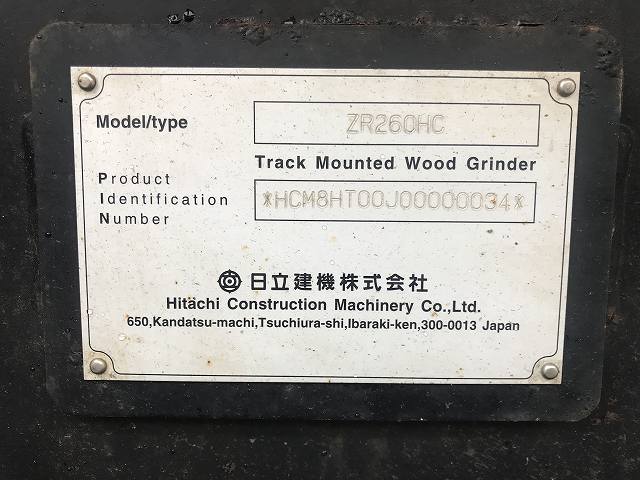 Model/type ZR260HC
Track Mounted Wood Grinder
Product
Identification *HCM8HT00J00000034*
Number
日立建機株式会社
Hitachi Construction Machinery Co.,Ltd.
650,Kandatsu-machi,Tsuchiura-shi,Ibaraki-ken,300-0013 Japan